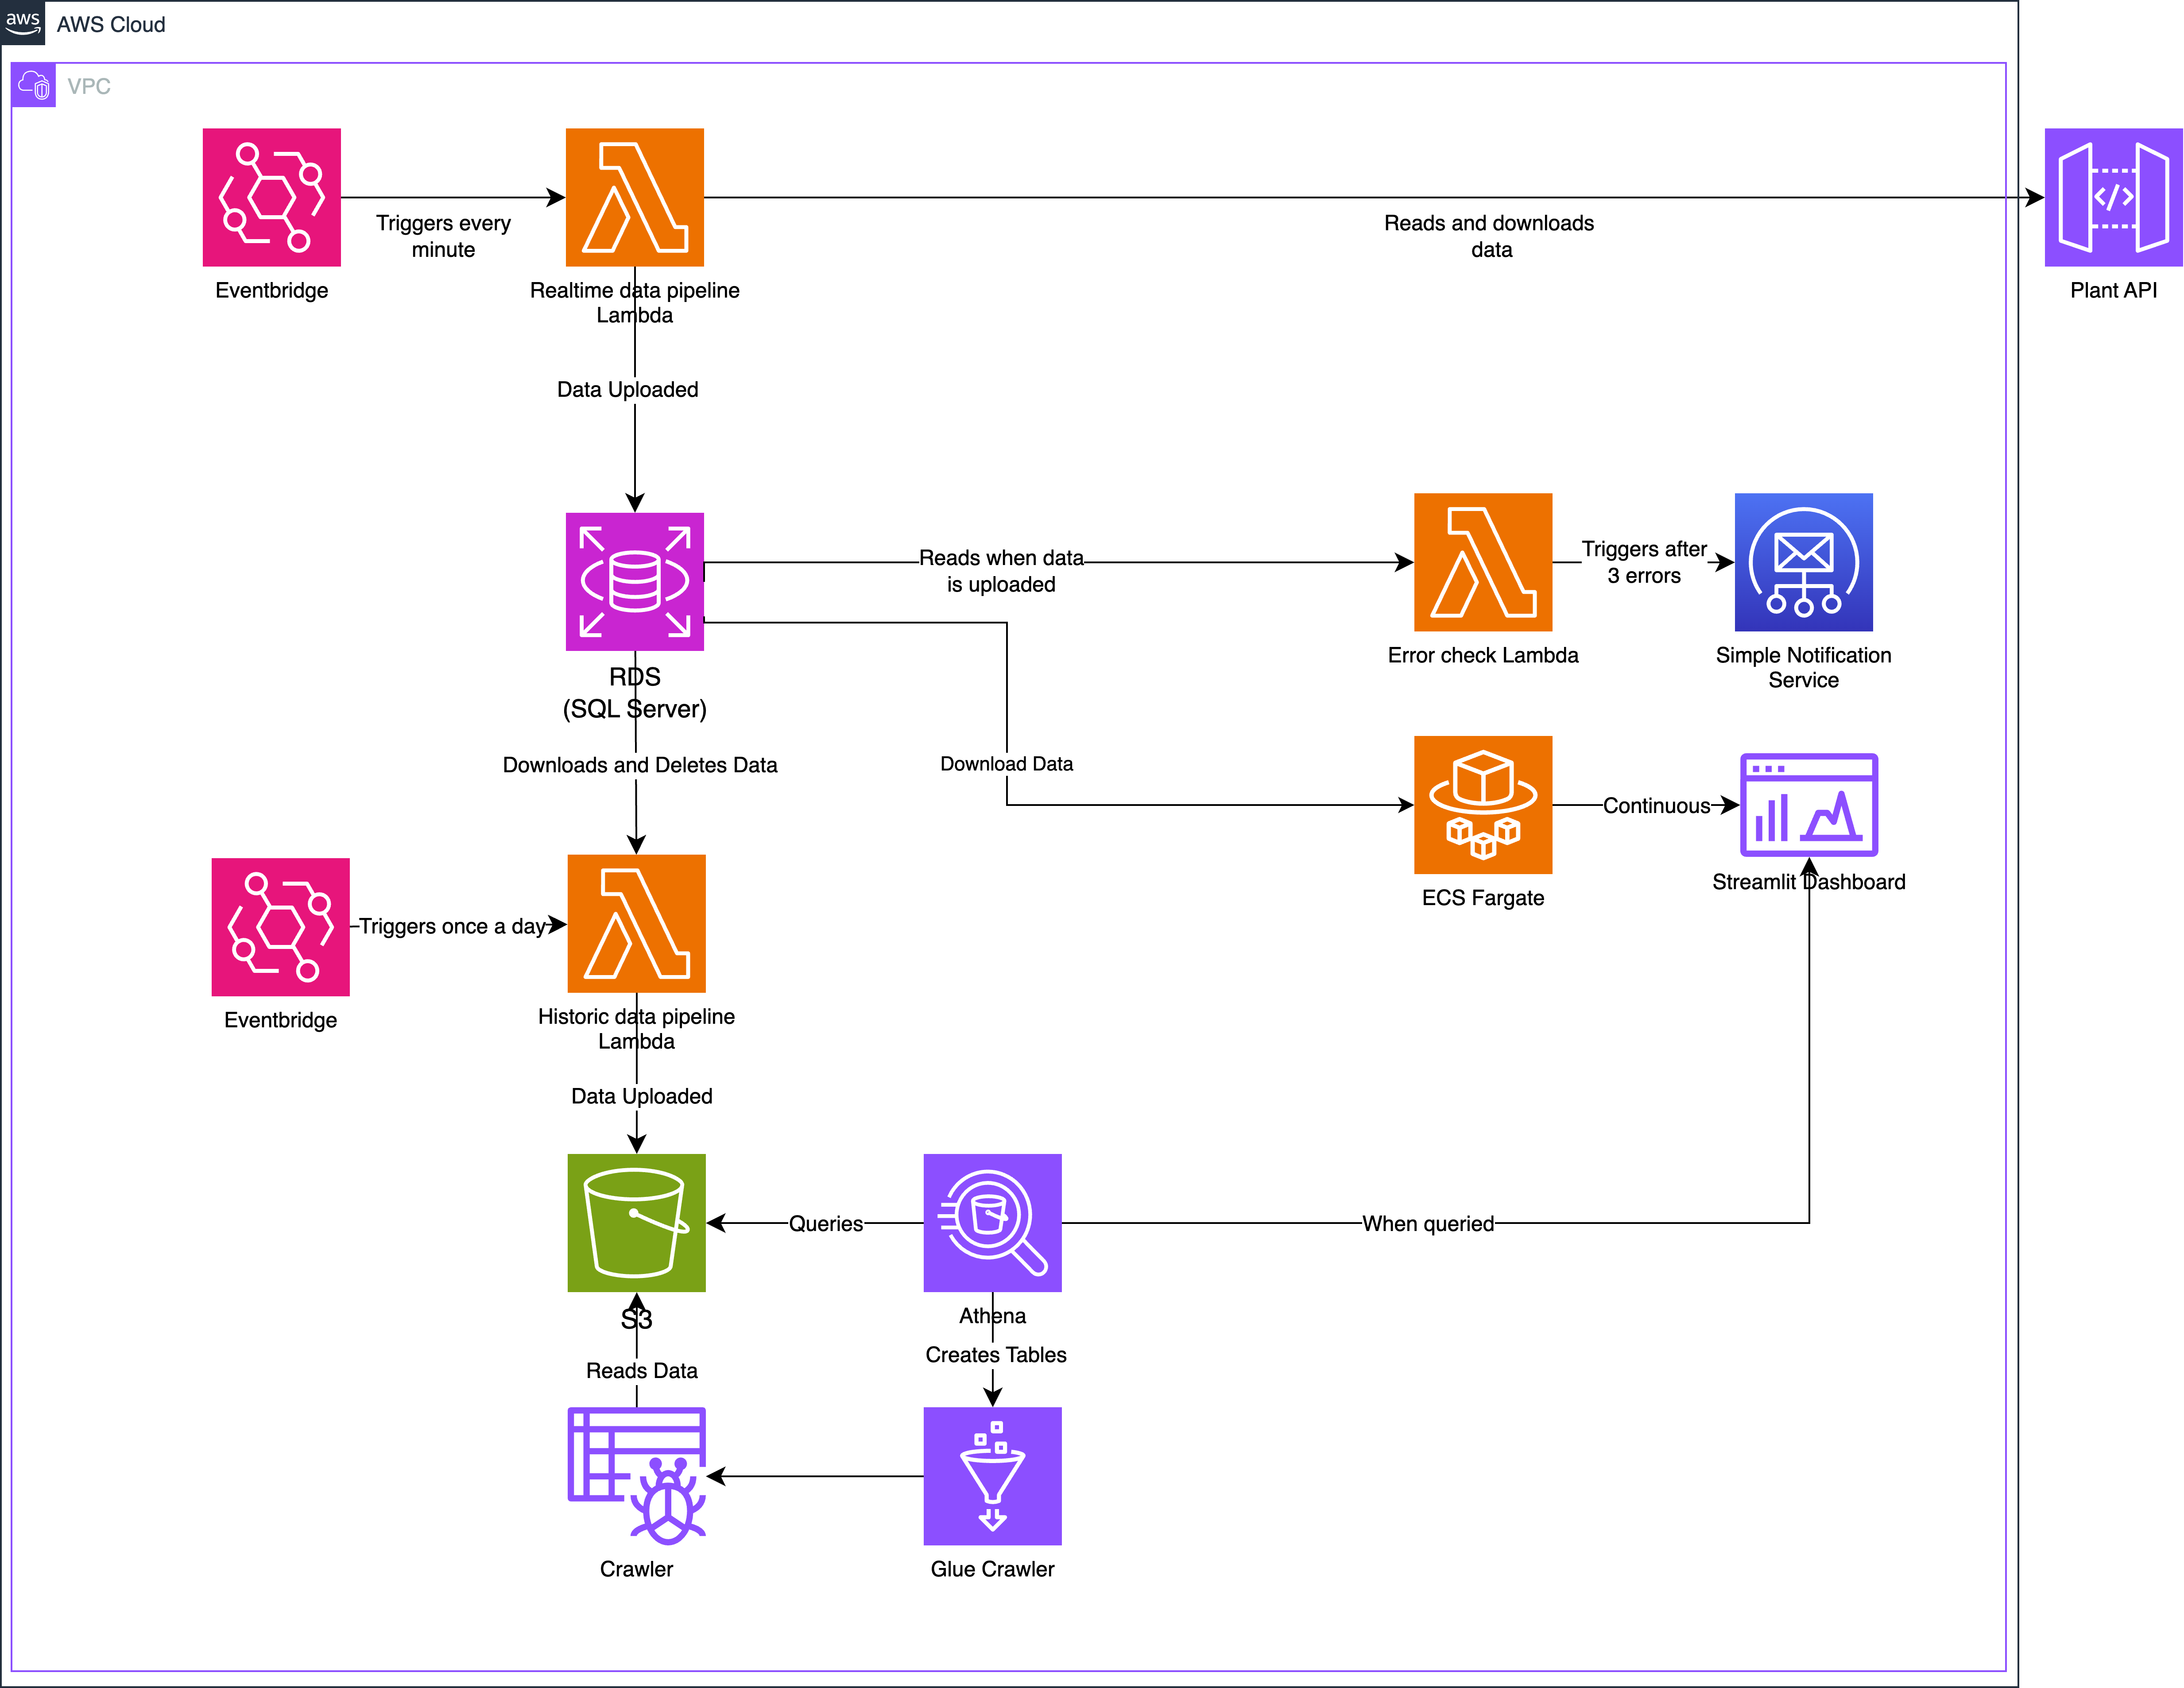 aws
AWS Cloud
VPC
Triggers every
minute
Reads and downloads
data
Eventbridge
Realtime data pipeline
Lambda
Plant API
Data Uploaded
Reads when data
is uploaded
Triggers after
3 errors
Error check Lambda
Simple Notification
Service
RDS
(SQL Server)
Downloads and Deletes Data
Download Data
Continuous
Streamlit Dashboard
ECS Fargate
Triggers once a day
Eventbridge
Historic data pipeline
Lambda
Data Uploaded
Queries
When queried
S3
Athena
Creates Tables
Reads Data
Crawler
Glue Crawler